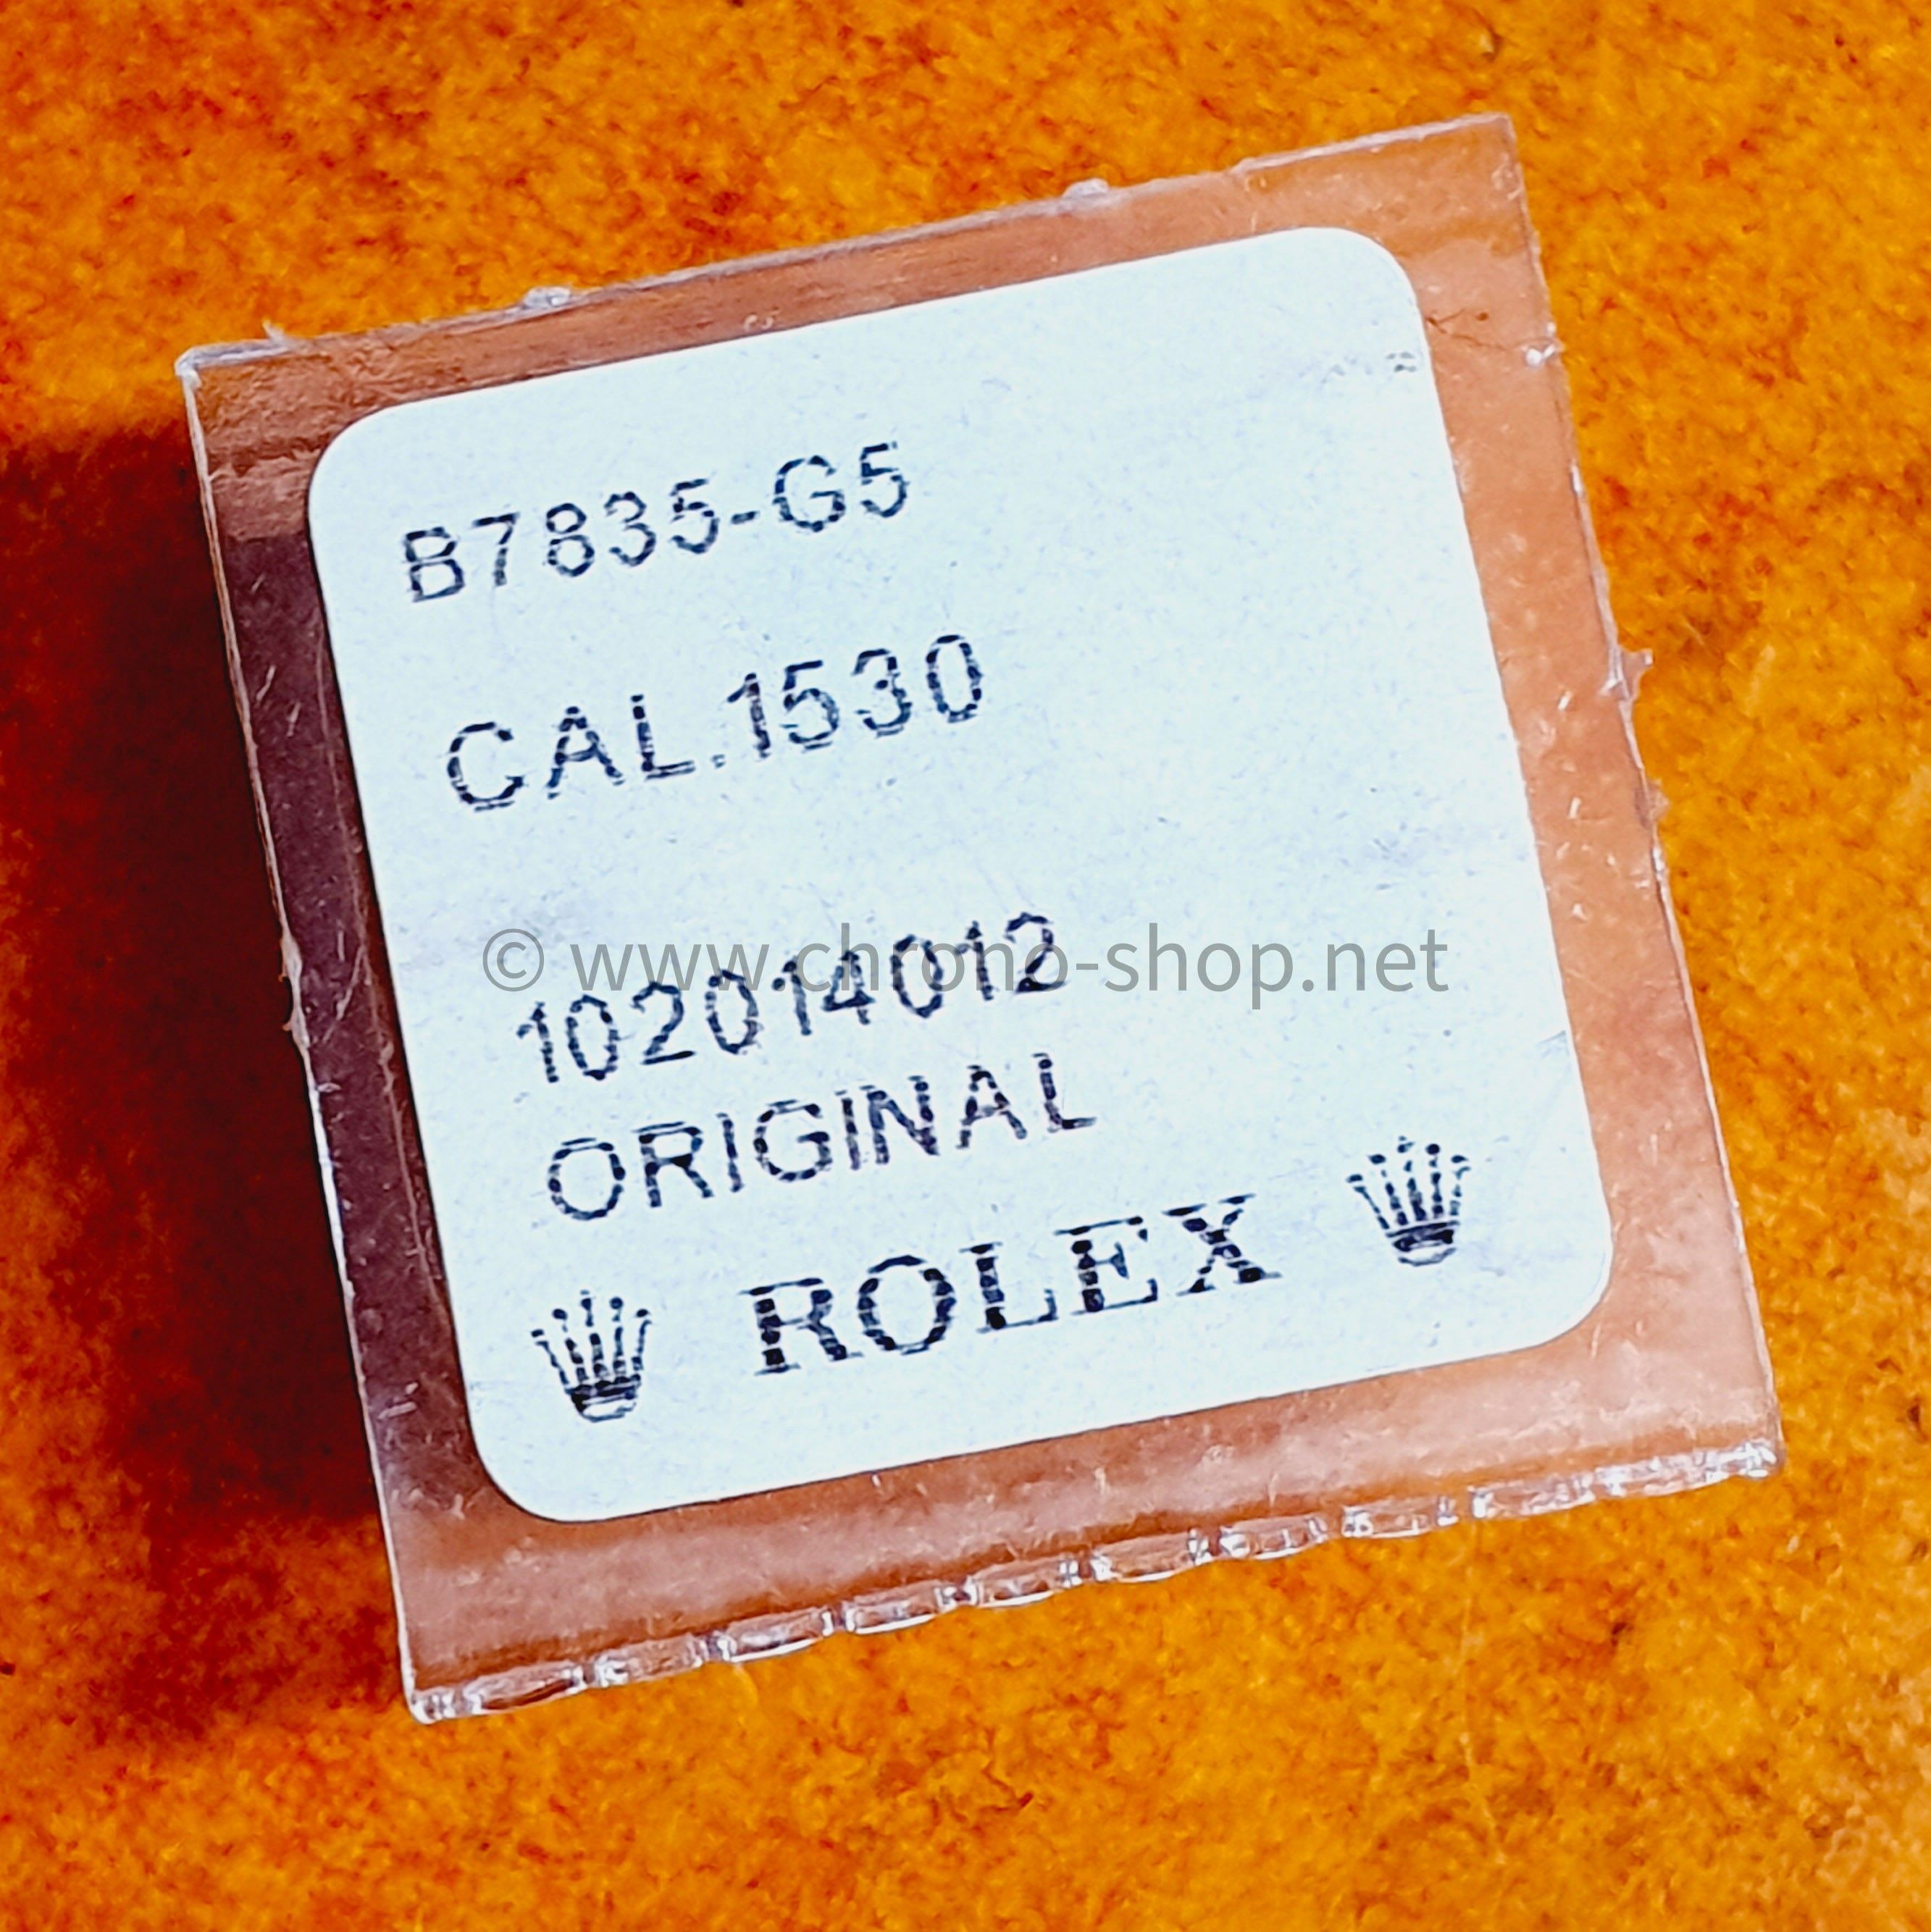 B7835-G5
CAL.1530
© www.chrono-shop.net
102014012
ORIGINAL
ROLEX